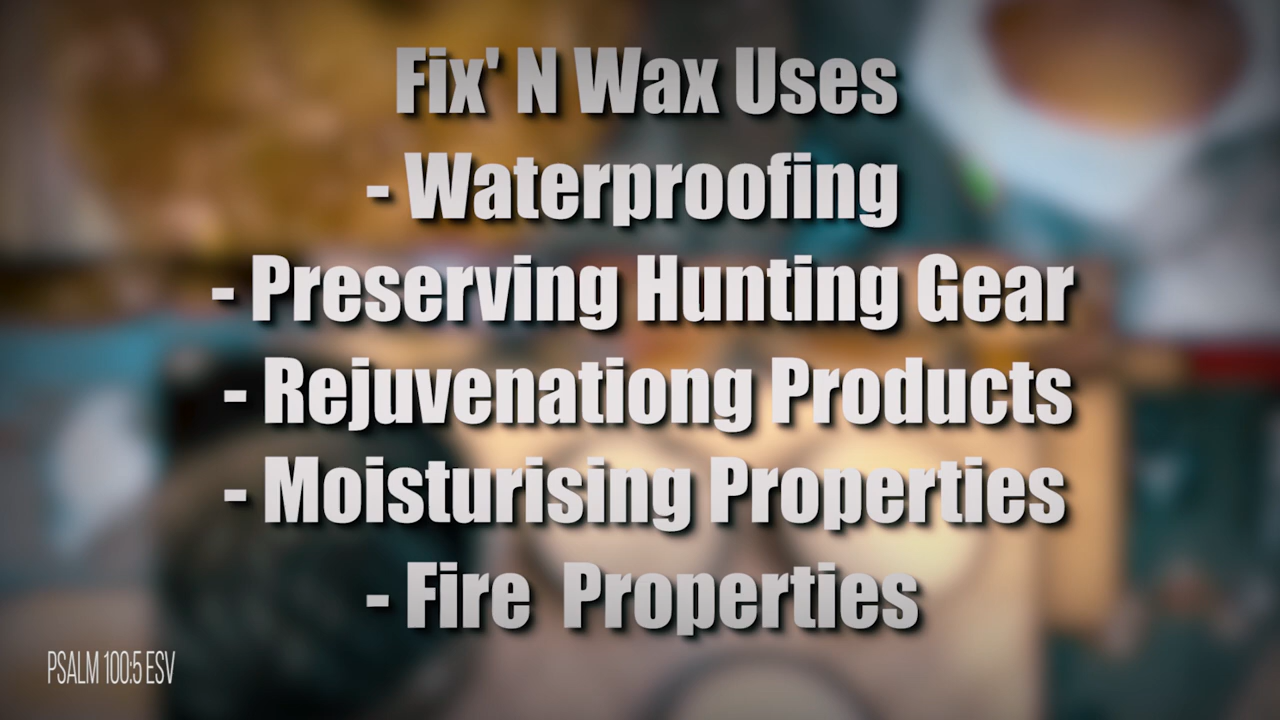 Fix' N Wax Uses
- Waterproofing
- Preserving Hunting Gear
- Rejuvenationg Products
- Moisturising Properties
- Fire Properties
PSALM 100:5 ESV